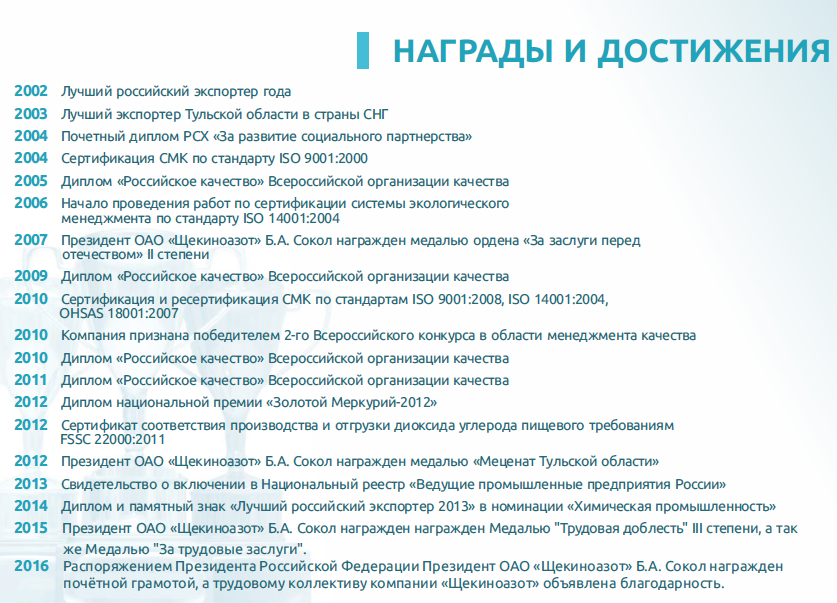 НАГРАДЫ И ДОСТИЖЕНИЯ
2002 Лучший российский экспортер года
2003 Лучший экспортер Тульской области в страны СНГ
2004 Почетный диплом РСХ «За развитие социального партнерства»
2004 Сертификация СМК по стандарту ISO 9001:2000
2005 Диплом «Российское качество» Всероссийской организации качества
2006 Начало проведения работ по сертификации системы экологического
менеджмента по стандарту ISO 14001:2004
2007 Президент ОАО «Щекиноазот» Б.А. Сокол награжден медалью ордена «За заслуги перед
отечеством» II степени
2009 Диплом «Российское качество» Всероссийской организации качества
2010 Сертификация и ресертификация СМК по стандартам ISO 9001:2008, ISO 14001:2004,
OHSAS 18001:2007
2010 Компания признана победителем 2-го Всероссийского конкурса в области менеджмента качества
2010 Диплом «Российское качество» Всероссийской организации качества
2011 Диплом «Российское качество» Всероссийской организации качества
2012 Диплом национальной премии «Золотой Меркурий-2012»
2012 Сертификат соответствия производства и отгрузки диоксида углерода пищевого требованиям
FSSC 22000:2011
2012 Президент ОАО «Щекиноазот» Б.А. Сокол награжден медалью «Меценат Тульской области»
2013 Свидетельство о включении в Национальный реестр «Ведущие промышленные предприятия России»
2014 Диплом и памятный знак «Лучший российский экспортер 2013» в номинации «Химическая промышленность»
2015 Президент ОАО «Щекиноазот» Б.А. Сокол награжден награжден Медалью "Трудовая доблесть" III степени, а так
же Медалью "За трудовые заслуги".
2016 Распоряжением Президента Российской Федерации Президент ОАО «Щекиноазот» Б.А. Сокол награжден
почётной грамотой, а трудовому коллективу компании «Щекиноазот» объявлена благодарность.